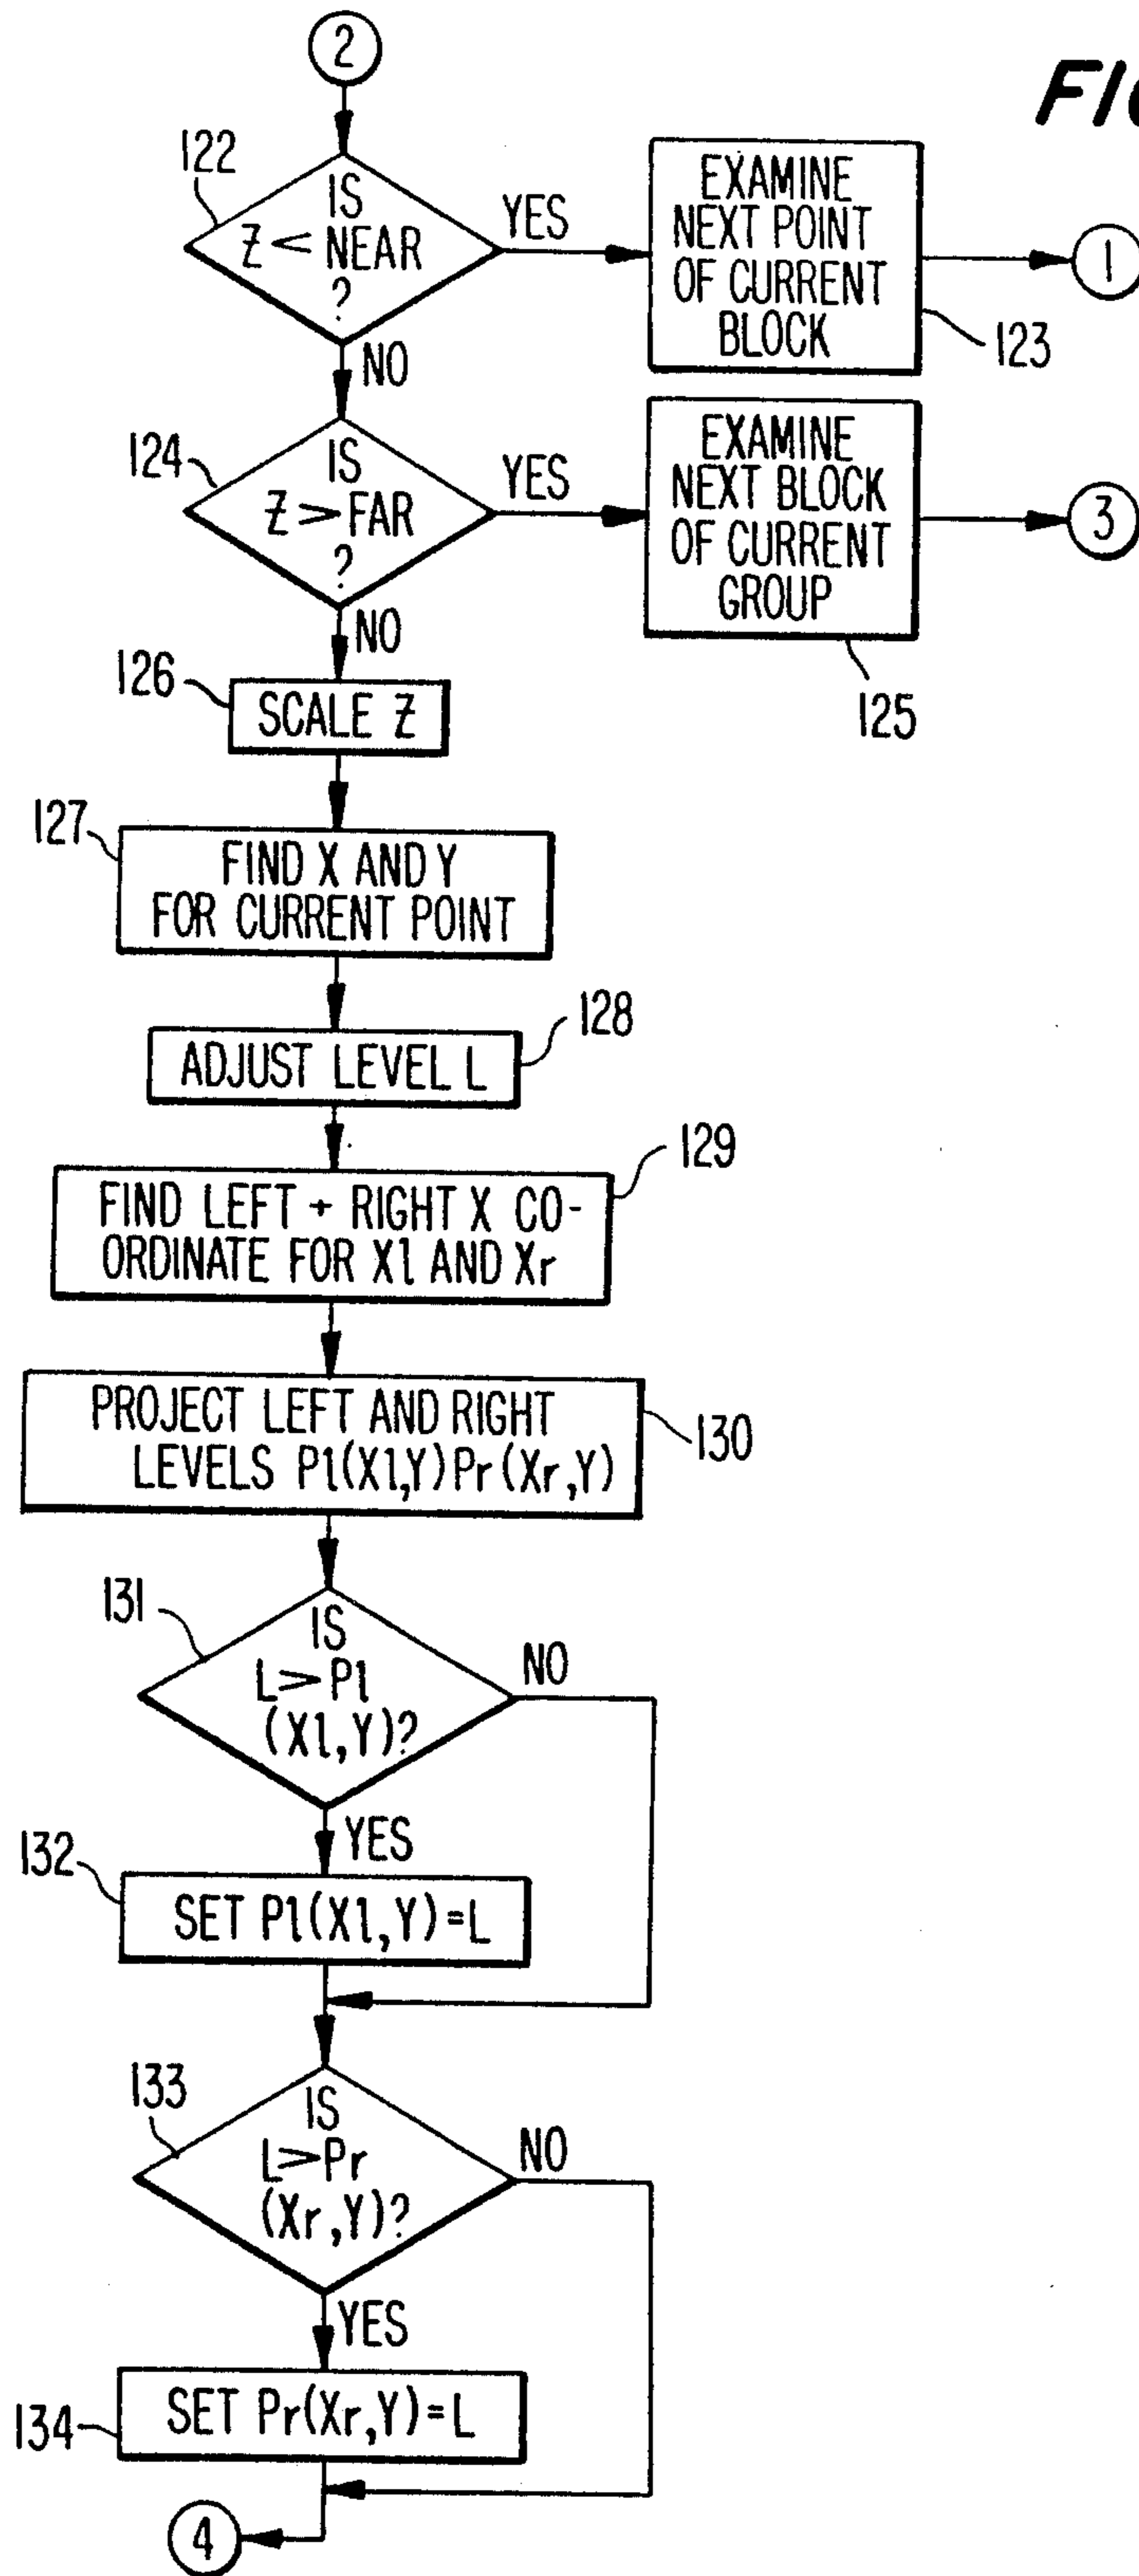 2
FIG
122
IS
Z < NEAR
?
YES
EXAMINE
NEXT POINT
OF CURRENT
BLOCK
1
123
NO
124
IS
Z > FAR
?
YES
EXAMINE
NEXT BLOCK
OF CURRENT
GROUP
3
125
NO
126
SCALE Z
127
FIND X AND Y
FOR CURRENT POINT
128
ADJUST LEVEL L
129
FIND LEFT + RIGHT X CO-
ORDINATE FOR Xl AND Xr
PROJECT LEFT AND RIGHT
LEVELS Pl(Xl,Y)Pr(Xr,Y)
130
131
IS
L>Pl
(Xl,Y)?
NO
YES
132
SET Pl(Xl,Y)=L
133
IS
L>Pr
(Xr,Y)?
NO
YES
SET Pr(Xr,Y)=L
134
4